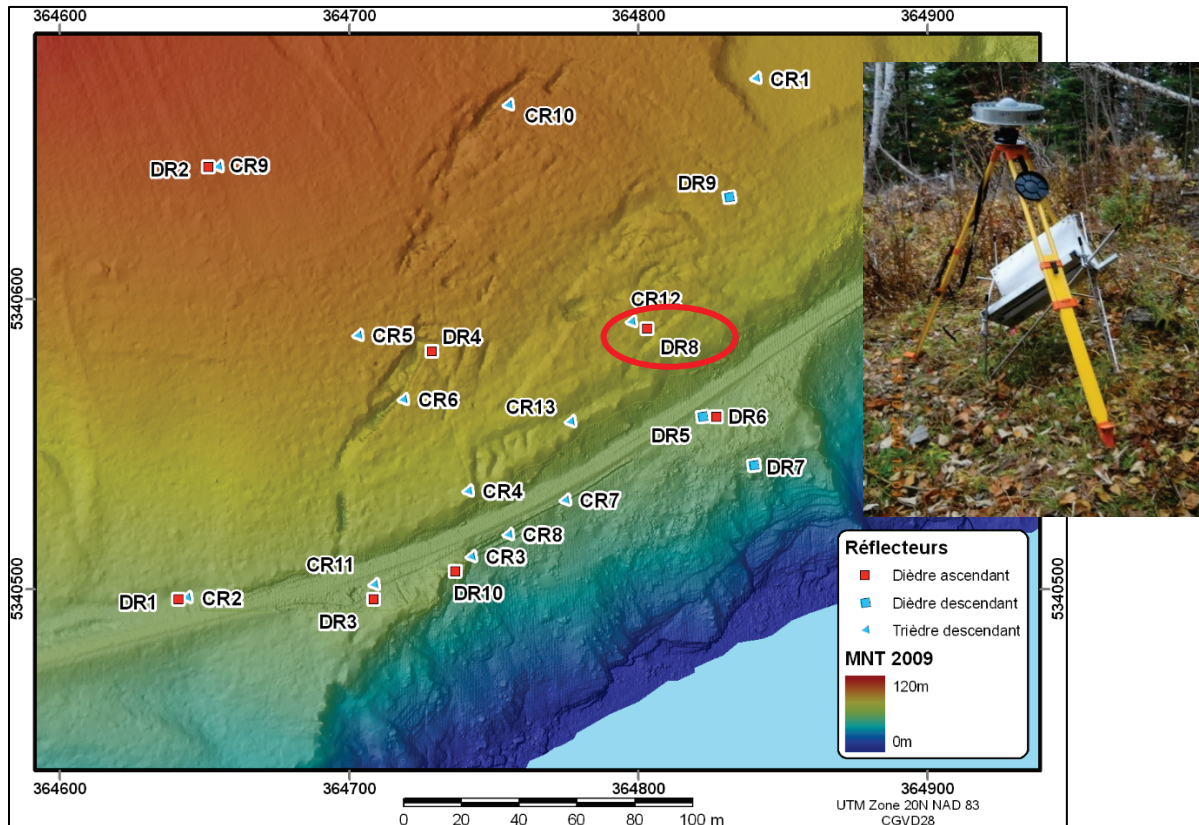 364600 364700 364800 364900
CR1
CR10
DR2 CR9
DR9
5340600
CR12
CR5 DR4
DR8
CR6
CR13
DR5 DR6
DR7
CR4
CR7
CR8
CR3
CR11
DR1 CR2
DR3
DR10
5340500 5340500
Réflecteurs
Dièdre ascendant
Dièdre descendant
Trièdre descendant
MNT 2009
120m
0m
364600 364700 364800 364900
0 20 40 60 80 100 m
UTM Zone 20N NAD 83
CGVD28